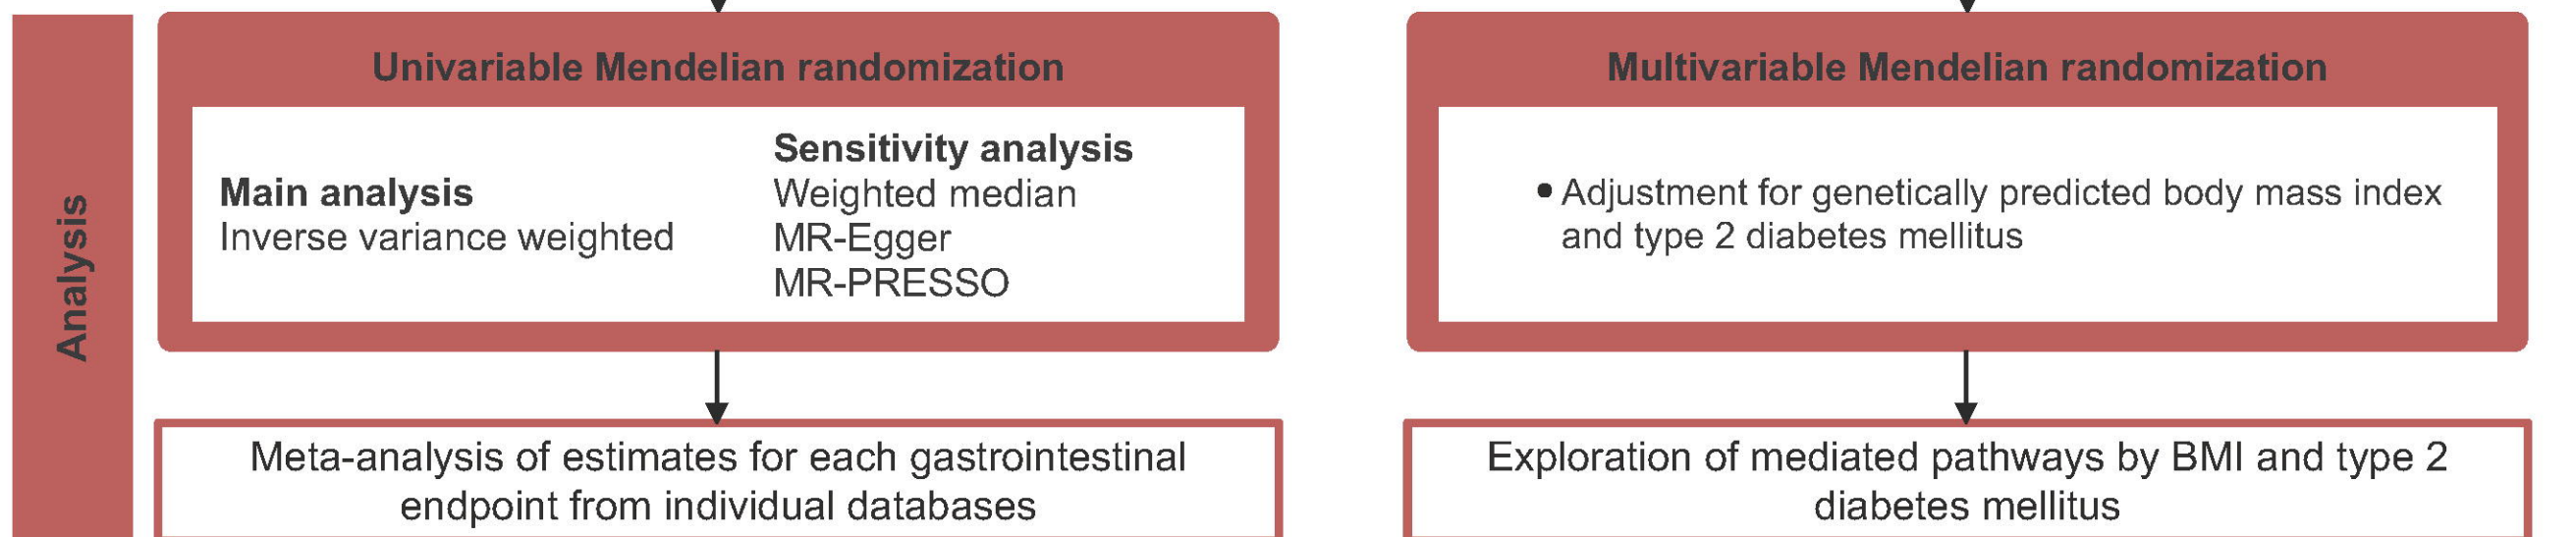 Analysis
Univariable Mendelian randomization
Main analysis
Inverse variance weighted
Sensitivity analysis
Weighted median
MR-Egger
MR-PRESSO
Meta-analysis of estimates for each gastrointestinal
endpoint from individual databases
Multivariable Mendelian randomization
• Adjustment for genetically predicted body mass index
and type 2 diabetes mellitus
Exploration of mediated pathways by BMI and type 2
diabetes mellitus